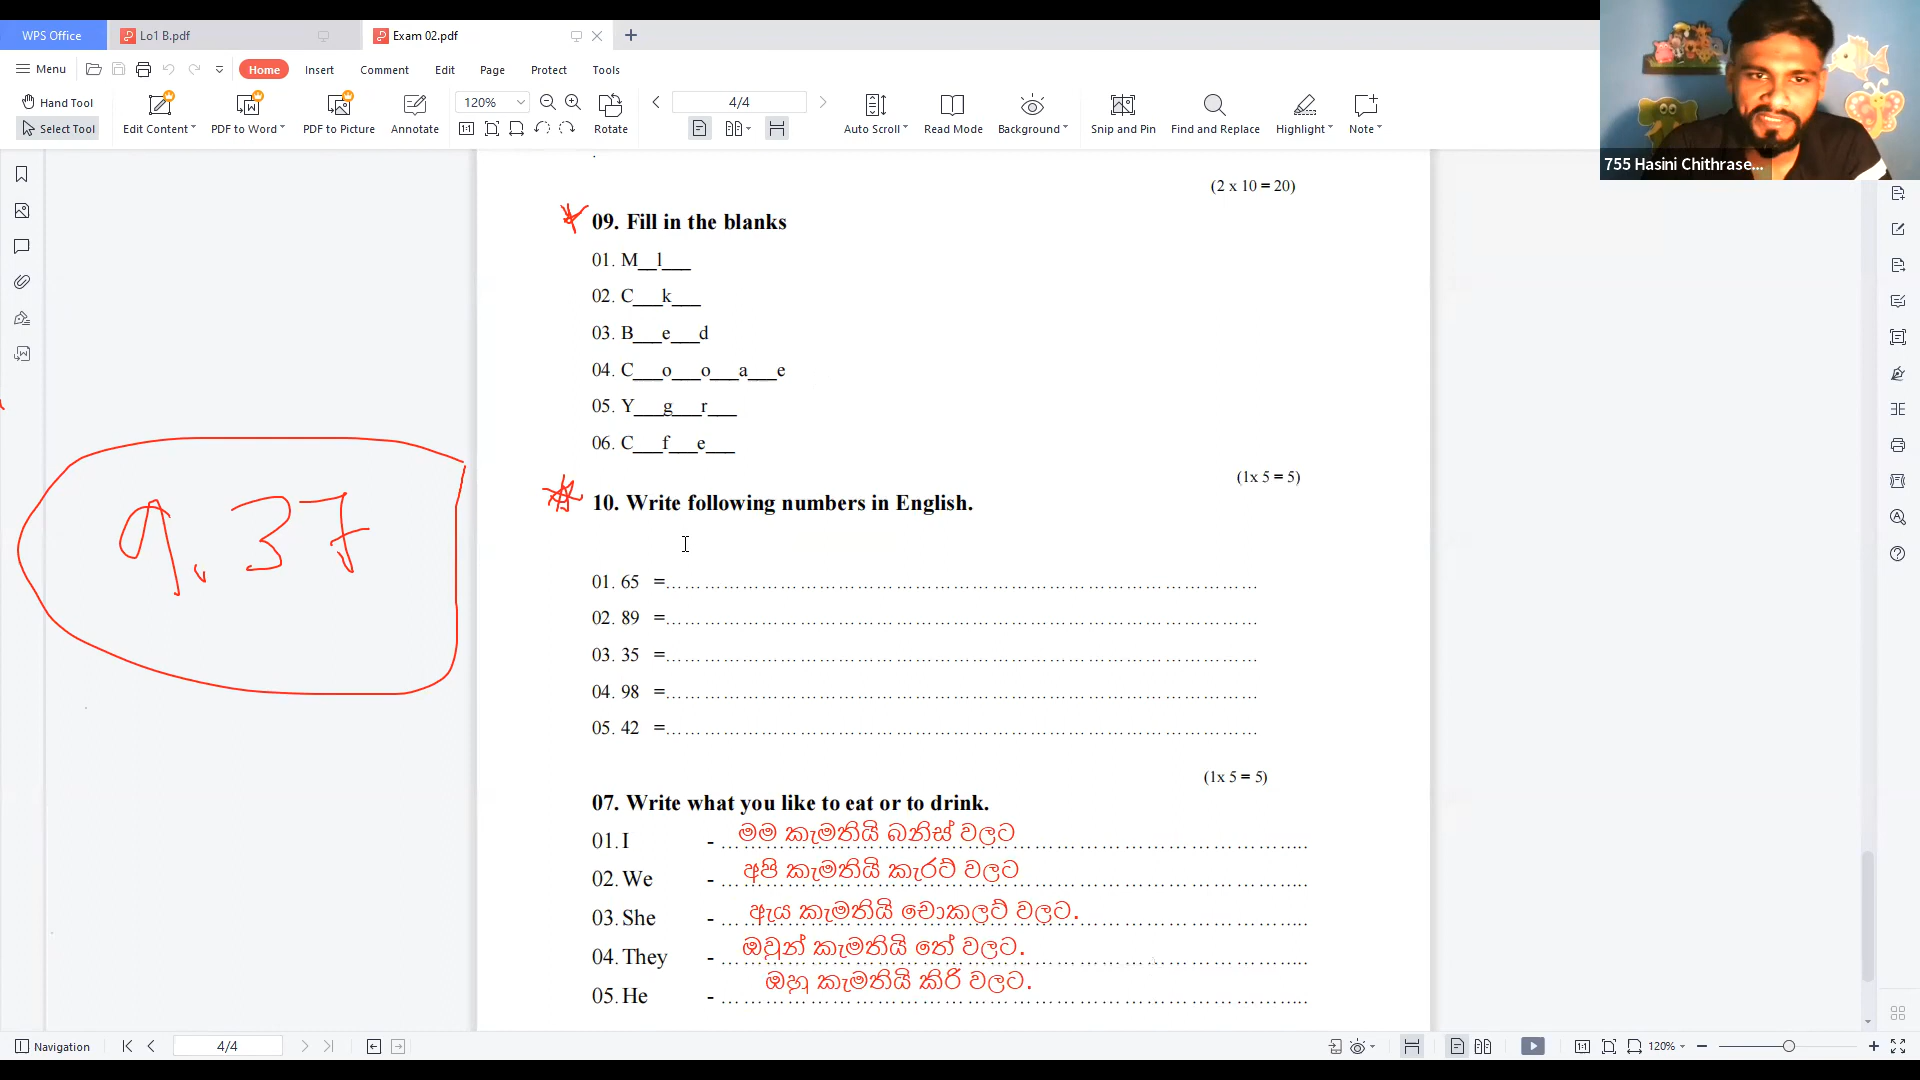 WPS Office
Lo1 B.pdf
Exam 02.pdf
Menu
Home
Insert
Comment
Edit
Page
Protect
Tools
Hand Tool
Select Tool
Edit Content
PDF to Word
PDF to Picture
Annotate
120%
Rotate
4/4
Auto Scroll
Read Mode
Background
Snip and Pin
Find and Replace
Highlight
Note
755 Hasini Chithrase...
(2 x 10 = 20)
09. Fill in the blanks
01. M__l___
02. C___k___
03. B___e___d
04. C___o___o___a___e
05. Y___g___r___
06. C___f___e___
(1x 5 = 5)
10. Write following numbers in English.
9.37
01. 65 =……………………………………………………………………
02. 89 =……………………………………………………………………
03. 35 =……………………………………………………………………
04. 98 =……………………………………………………………………
05. 42 =……………………………………………………………………
(1x 5 = 5)
07. Write what you like to eat or to drink.
01. I - මම කැමතියි බනිස් වලට
02. We - අපි කැමතියි කැරට් වලට
03. She - ඇය කැමතියි චොකලට් වලට.
04. They - ඔවුන් කැමතියි තේ වලට.
05. He - ඔහු කැමතියි කිරි වලට.
Navigation
4/4
120%